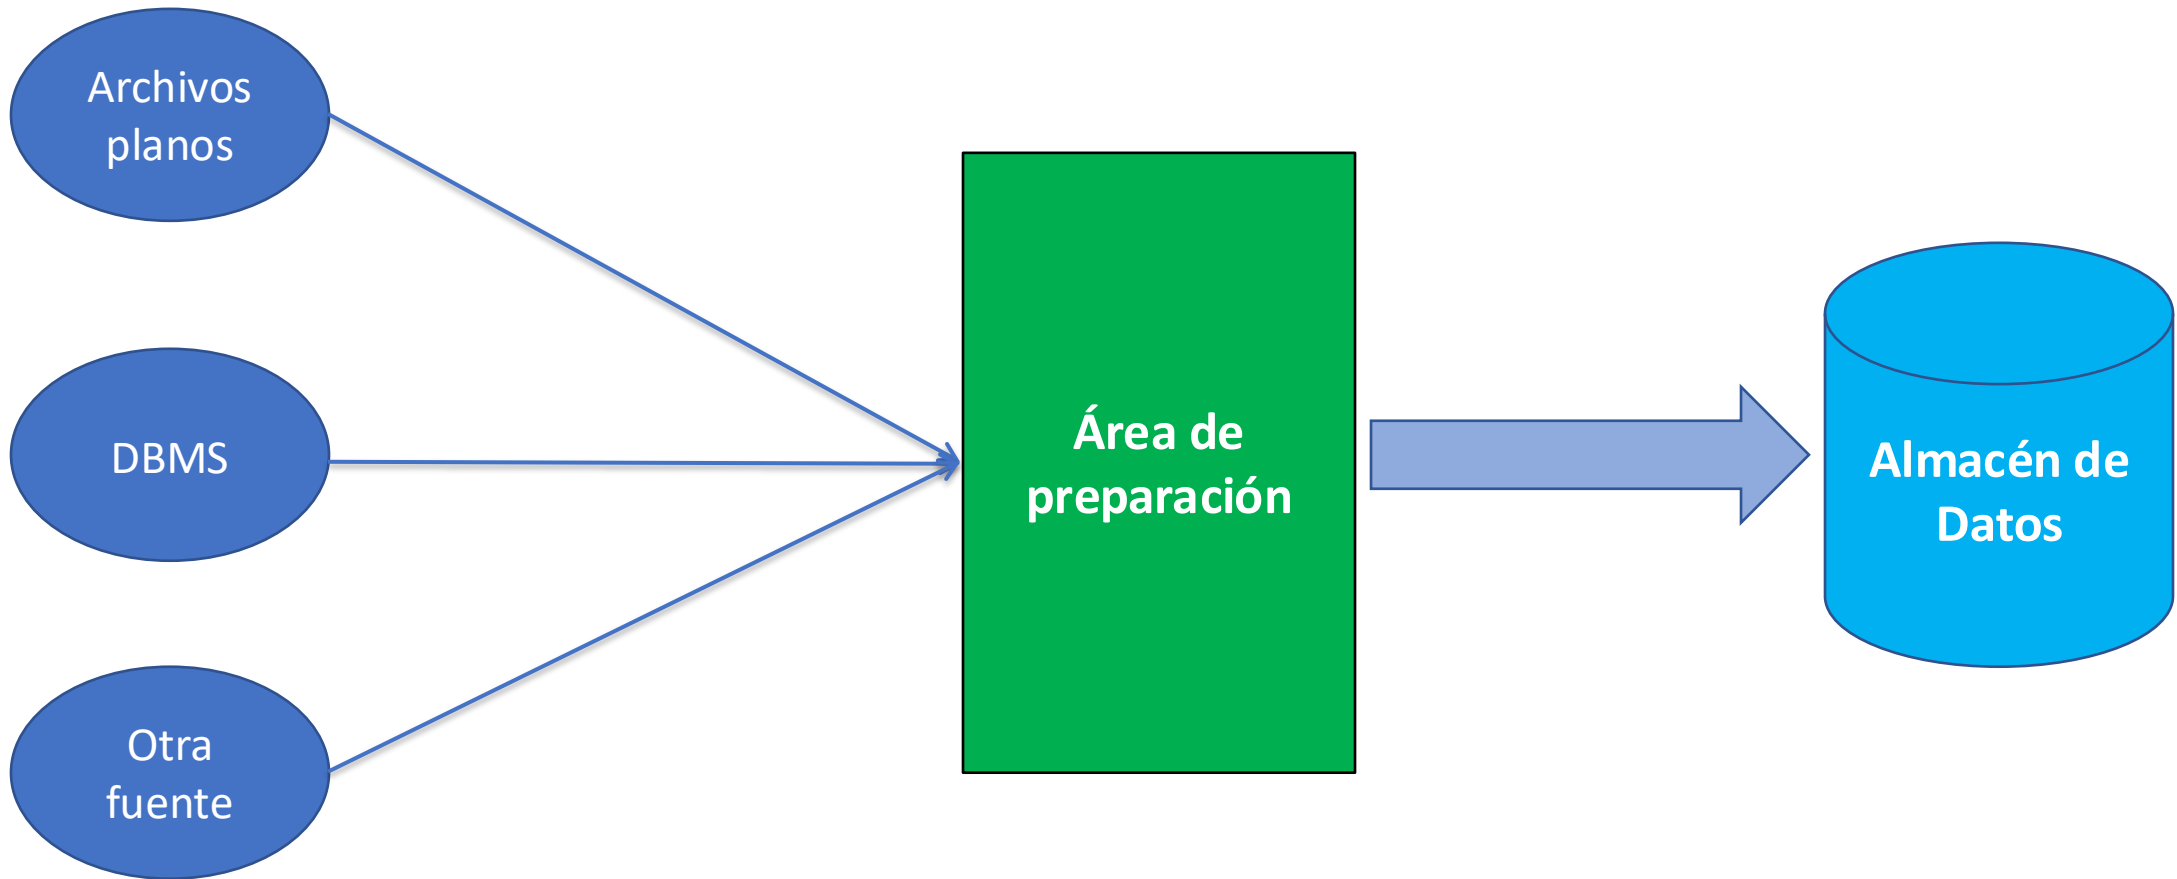 Archivos
planos
DBMS
Otra
fuente
Área de
preparación
Almacén de
Datos